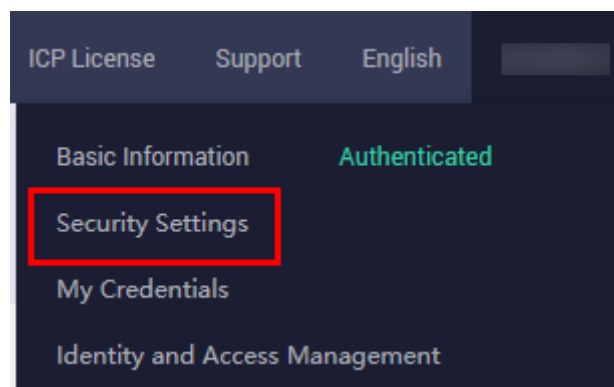 ICP License Support English
Basic Information Authenticated
Security Settings
My Credentials
Identity and Access Management